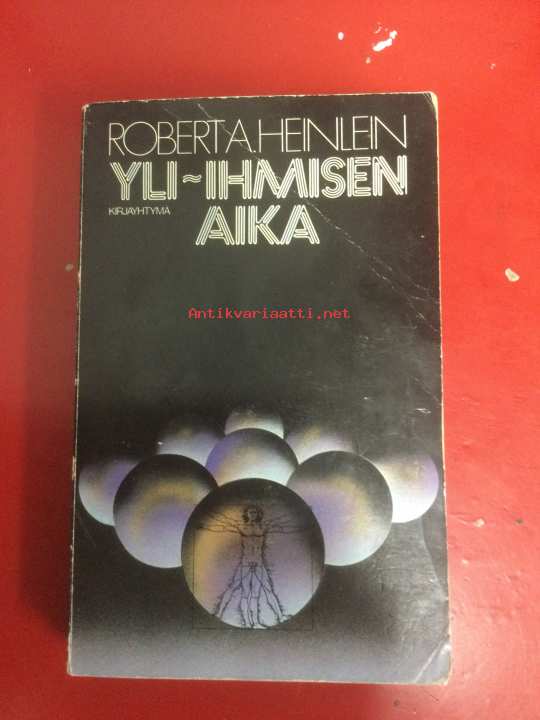 ROBERT A. HEINLEIN
YLI~IHMISEN
KIRJAYHTYMÄ
AIKA
Antikvariaatti.net